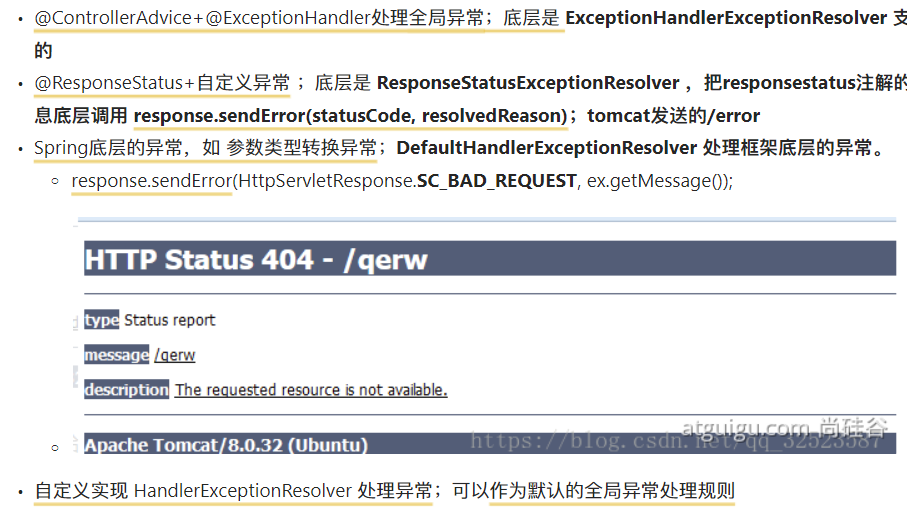 @ControllerAdvice+@ExceptionHandler处理全局异常；底层是 ExceptionHandlerExceptionResolver 支
的
@ResponseStatus+自定义异常 ；底层是 ResponseStatusExceptionResolver ，把responsestatus注解的
息底层调用 response.sendError(statusCode, resolvedReason)；tomcat发送的/error
Spring底层的异常，如 参数类型转换异常；DefaultHandlerExceptionResolver 处理框架底层的异常。
response.sendError(HttpServletResponse.SC_BAD_REQUEST, ex.getMessage());
HTTP Status 404 - /qerw
type Status report
message /qerw
description The requested resource is not available.
Apache Tomcat/8.0.32 (Ubuntu)
atguigu.com 尚硅谷
https://blog.csdn.net/qq_32523587
自定义实现 HandlerExceptionResolver 处理异常；可以作为默认的全局异常处理规则